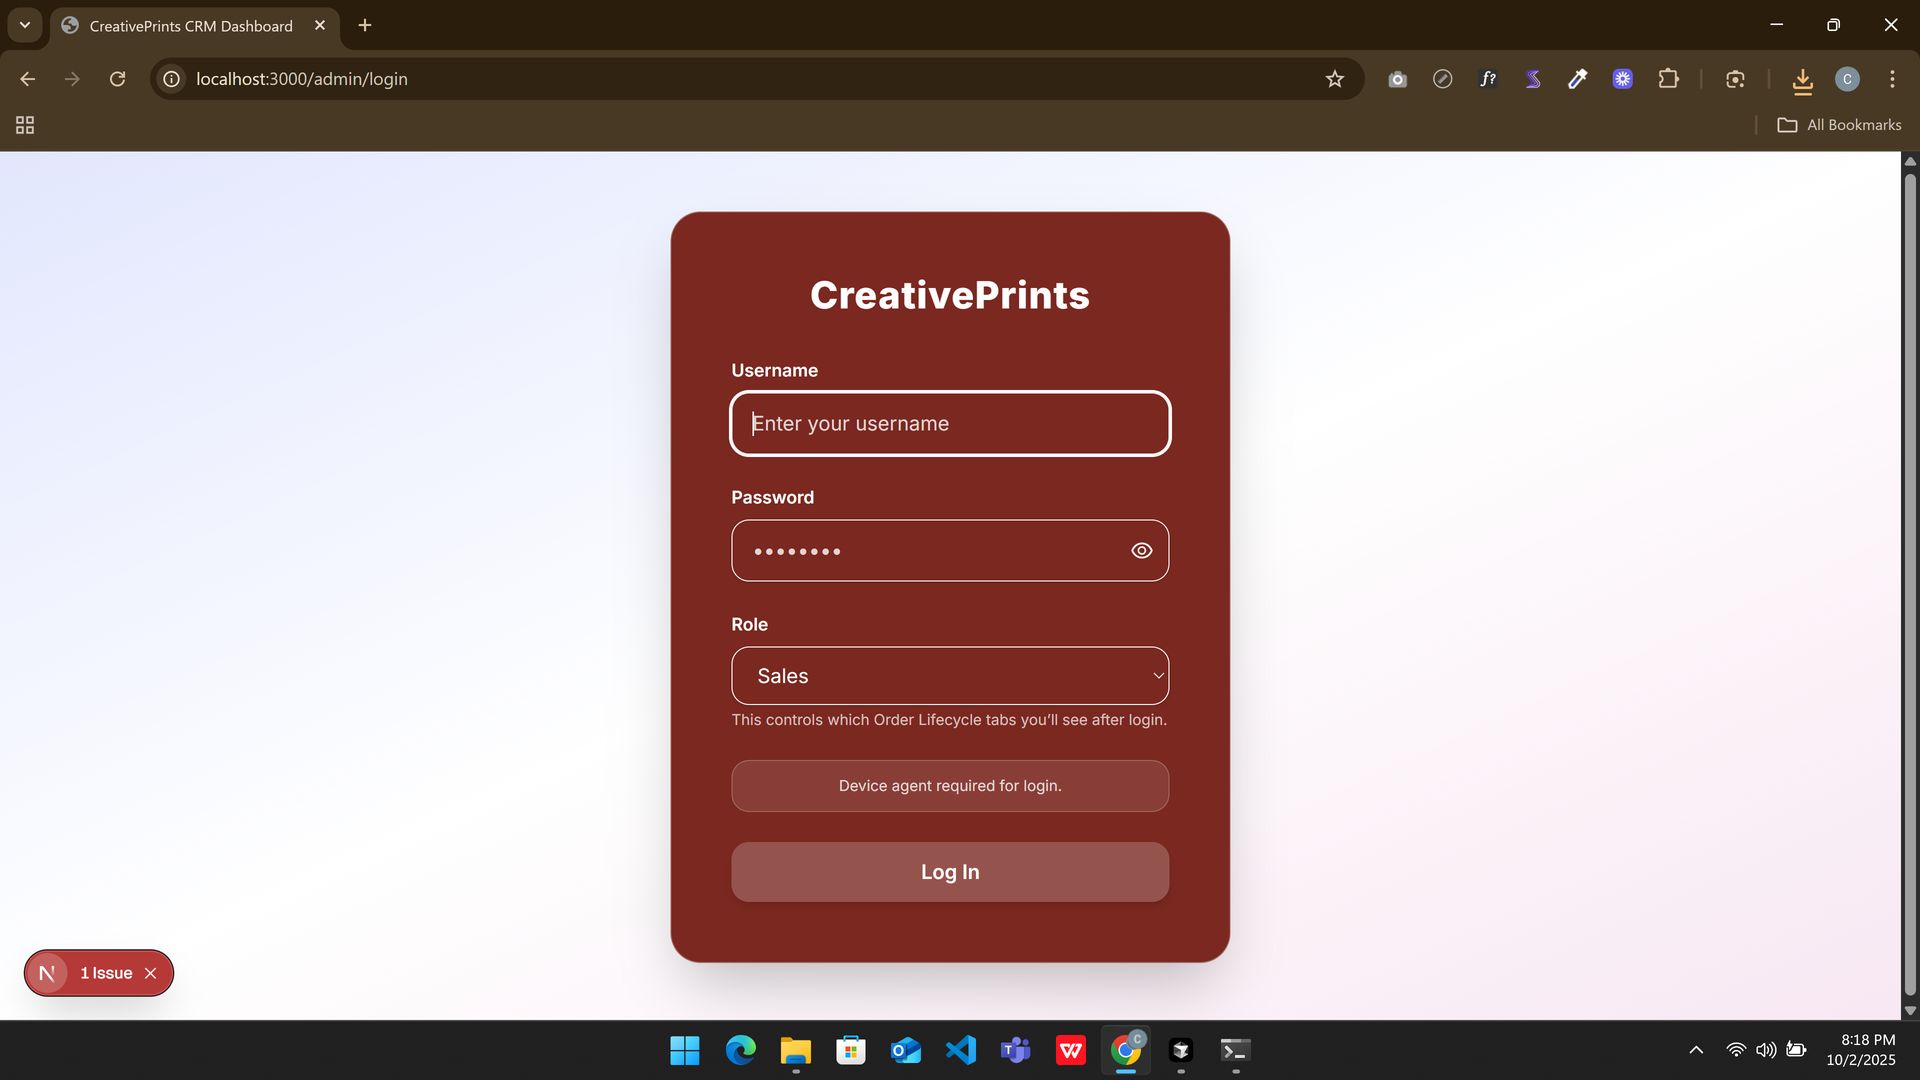 CreativePrints CRM Dashboard
localhost:3000/admin/login
f?
C
All Bookmarks
CreativePrints
Username
Enter your username
Password
••••••••
Role
Sales
This controls which Order Lifecycle tabs you’ll see after login.
Device agent required for login.
Log In
N 1 Issue
8:18 PM
10/2/2025